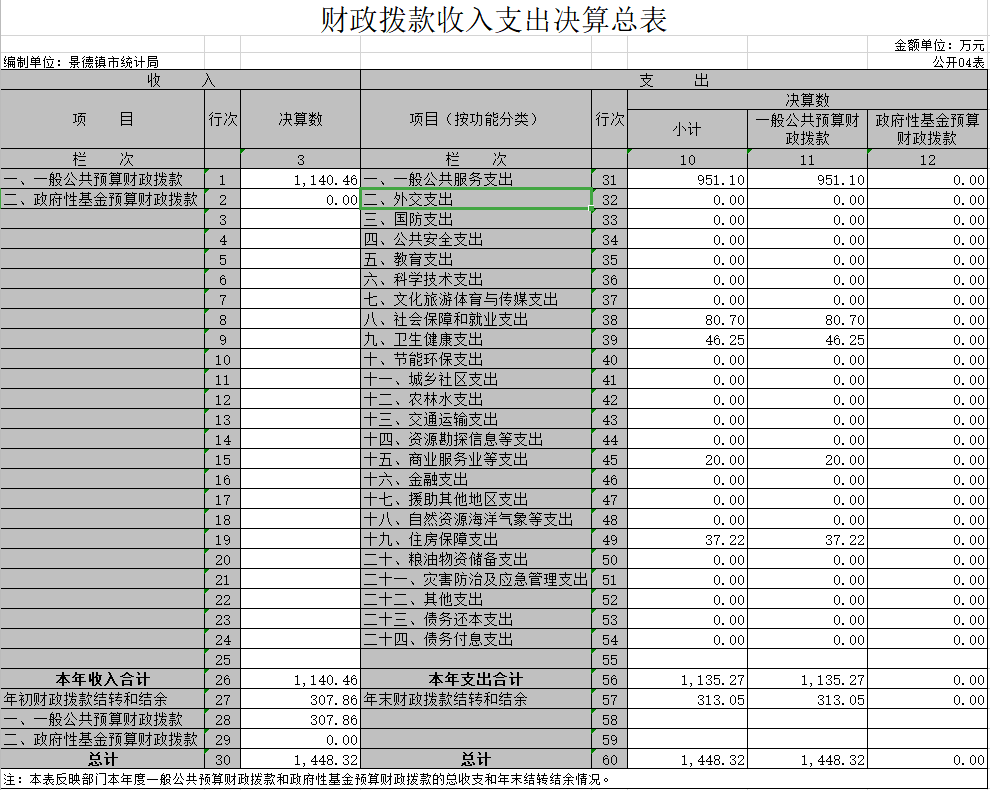 财政拨款收入支出决算总表
金额单位：万元
编制单位：景德镇市统计局 公开04表
收 入 支 出
项 目 行次 决算数 项目（按功能分类） 行次 决算数
小计 一般公共预算财政拨款 政府性基金预算财政拨款
栏 次 3 栏 次 10 11 12
一、一般公共预算财政拨款 1 1,140.46 一、一般公共服务支出 31 951.10 951.10 0.00
二、政府性基金预算财政拨款 2 0.00 二、外交支出 32 0.00 0.00 0.00
3 三、国防支出 33 0.00 0.00 0.00
4 四、公共安全支出 34 0.00 0.00 0.00
5 五、教育支出 35 0.00 0.00 0.00
6 六、科学技术支出 36 0.00 0.00 0.00
7 七、文化旅游体育与传媒支出 37 0.00 0.00 0.00
8 八、社会保障和就业支出 38 80.70 80.70 0.00
9 九、卫生健康支出 39 46.25 46.25 0.00
10 十、节能环保支出 40 0.00 0.00 0.00
11 十一、城乡社区支出 41 0.00 0.00 0.00
12 十二、农林水支出 42 0.00 0.00 0.00
13 十三、交通运输支出 43 0.00 0.00 0.00
14 十四、资源勘探信息等支出 44 0.00 0.00 0.00
15 十五、商业服务业等支出 45 20.00 20.00 0.00
16 十六、金融支出 46 0.00 0.00 0.00
17 十七、援助其他地区支出 47 0.00 0.00 0.00
18 十八、自然资源海洋气象等支出 48 0.00 0.00 0.00
19 十九、住房保障支出 49 37.22 37.22 0.00
20 二十、粮油物资储备支出 50 0.00 0.00 0.00
21 二十一、灾害防治及应急管理支出 51 0.00 0.00 0.00
22 二十二、其他支出 52 0.00 0.00 0.00
23 二十三、债务还本支出 53 0.00 0.00 0.00
24 二十四、债务付息支出 54 0.00 0.00 0.00
25 55
本年收入合计 26 1,140.46 本年支出合计 56 1,135.27 1,135.27 0.00
年初财政拨款结转和结余 27 307.86 年末财政拨款结转和结余 57 313.05 313.05 0.00
一、一般公共预算财政拨款 28 307.86 58
二、政府性基金预算财政拨款 29 0.00 59
总计 30 1,448.32 总计 60 1,448.32 1,448.32 0.00
注：本表反映部门本年度一般公共预算财政拨款和政府性基金预算财政拨款的总收支和年末结转结余情况。